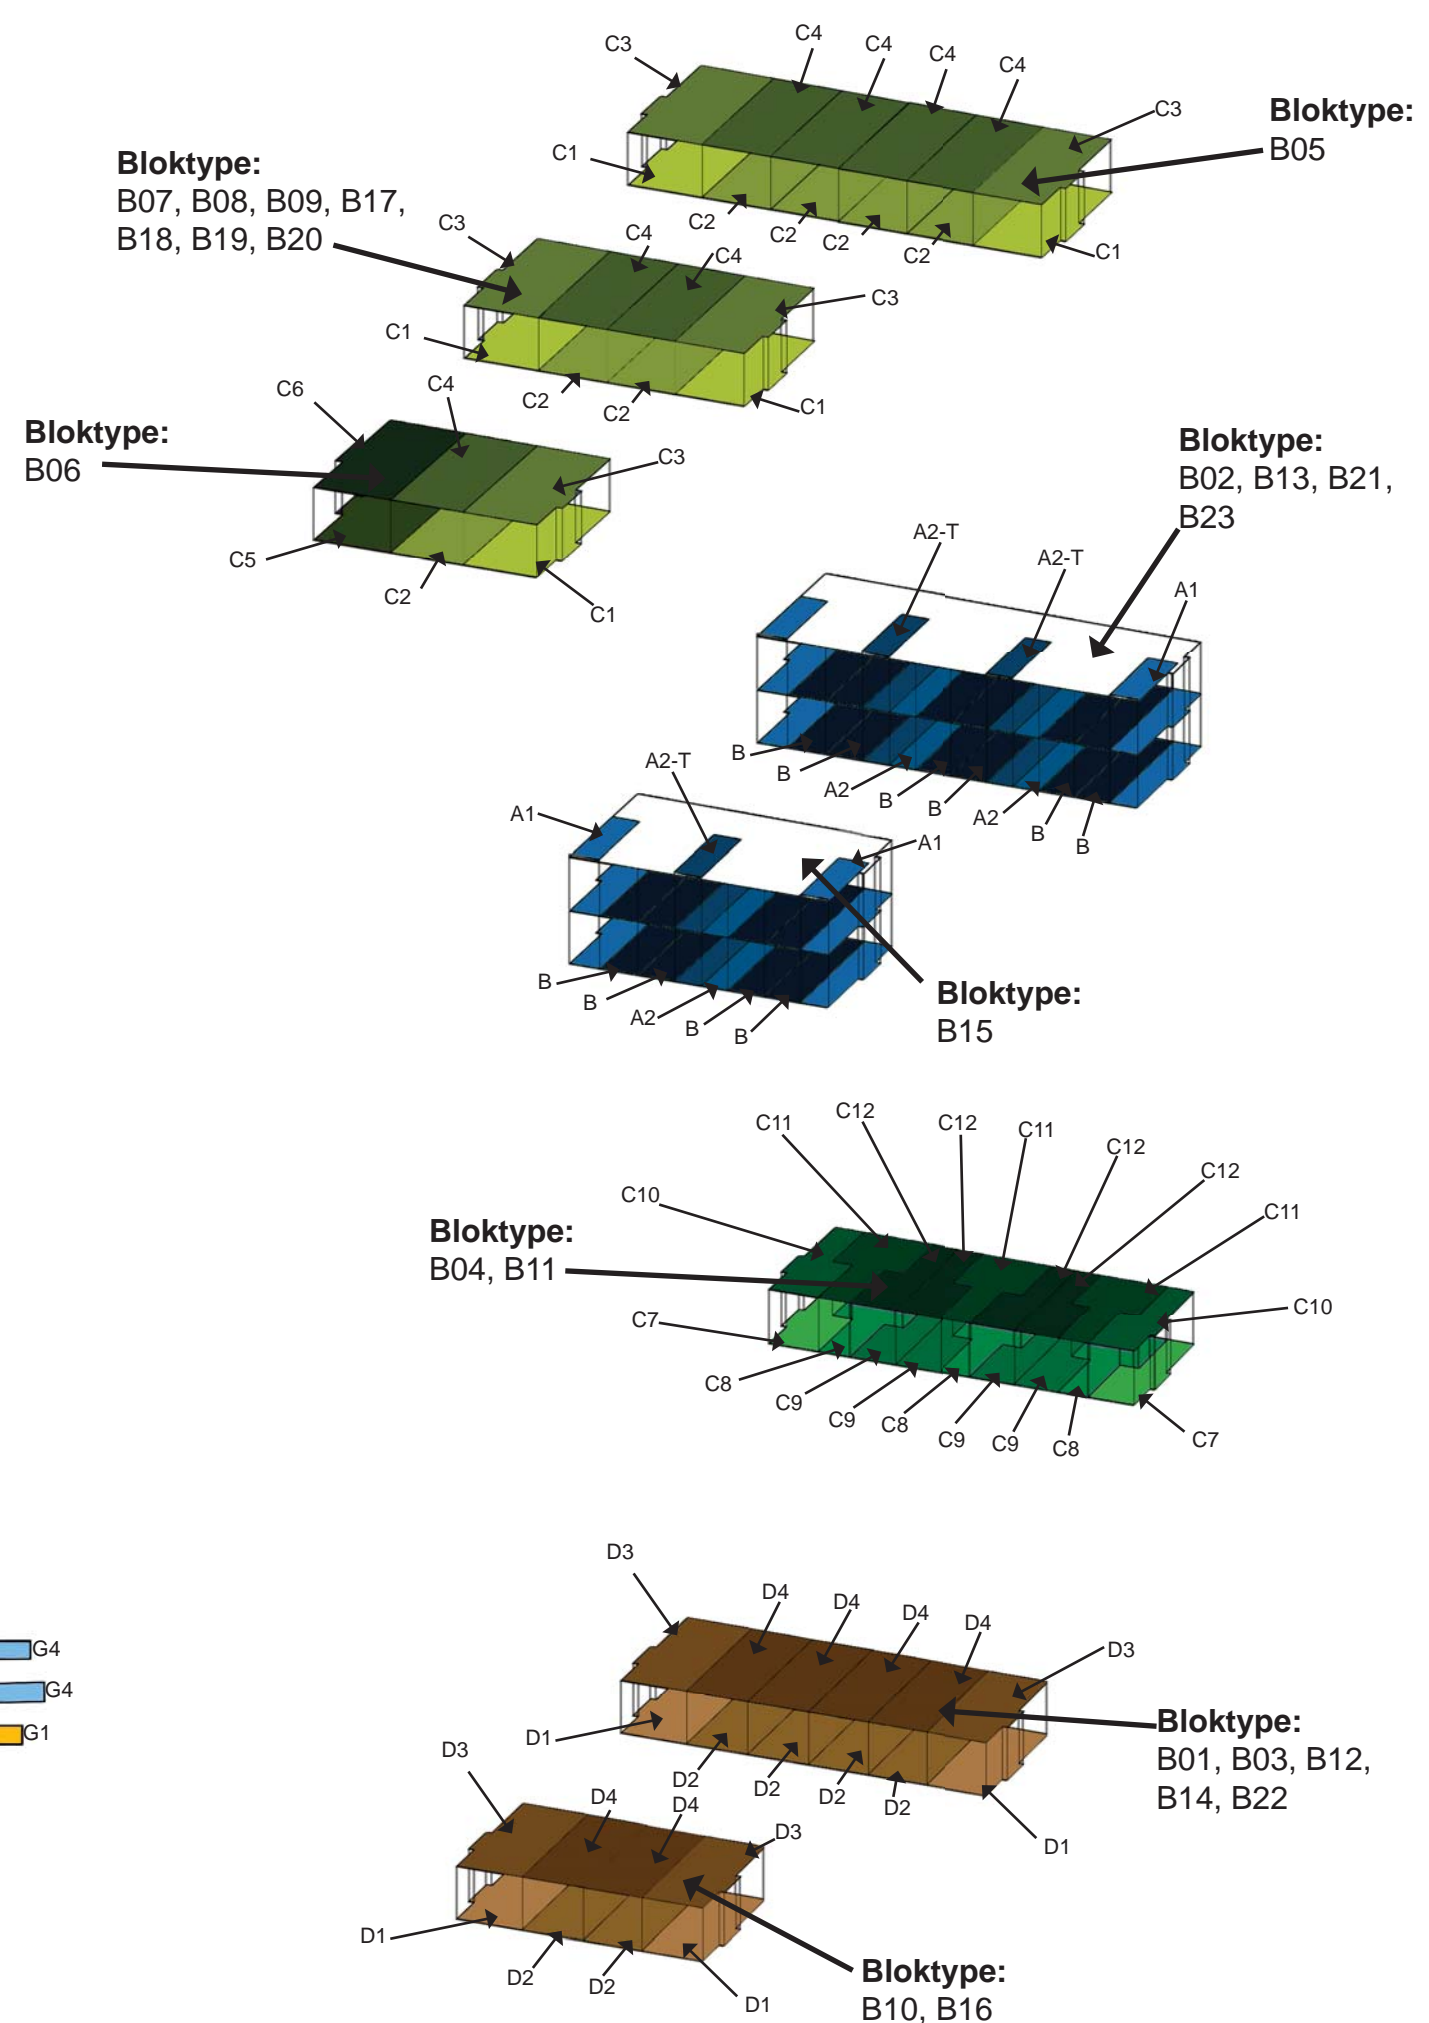 C3
C4
C4
C4
C4
C3
Bloktype:
B05
C1
C2
C2
C2
C2
C1
Bloktype:
B07, B08, B09, B17,
B18, B19, B20
C3
C4
C4
C3
C1
C2
C2
C1
Bloktype:
B06
C6
C4
C3
C5
C2
C1
Bloktype:
B02, B13, B21,
B23
A2-T
A2-T
A1
B
B
A2
B
B
A2
B
B
A1
A2-T
A1
B
B
A2
B
B
Bloktype:
B15
C11
C12
C12
C11
C12
C12
C11
C10
Bloktype:
B04, B11
C10
C7
C8
C9
C9
C8
C9
C9
C8
C7
D3
D4
D4
D4
D4
D3
D1
D2
D2
D2
D2
D1
Bloktype:
B01, B03, B12,
B14, B22
G4
G4
G1
D3
D4
D4
D3
D1
D2
D2
D1
Bloktype:
B10, B16